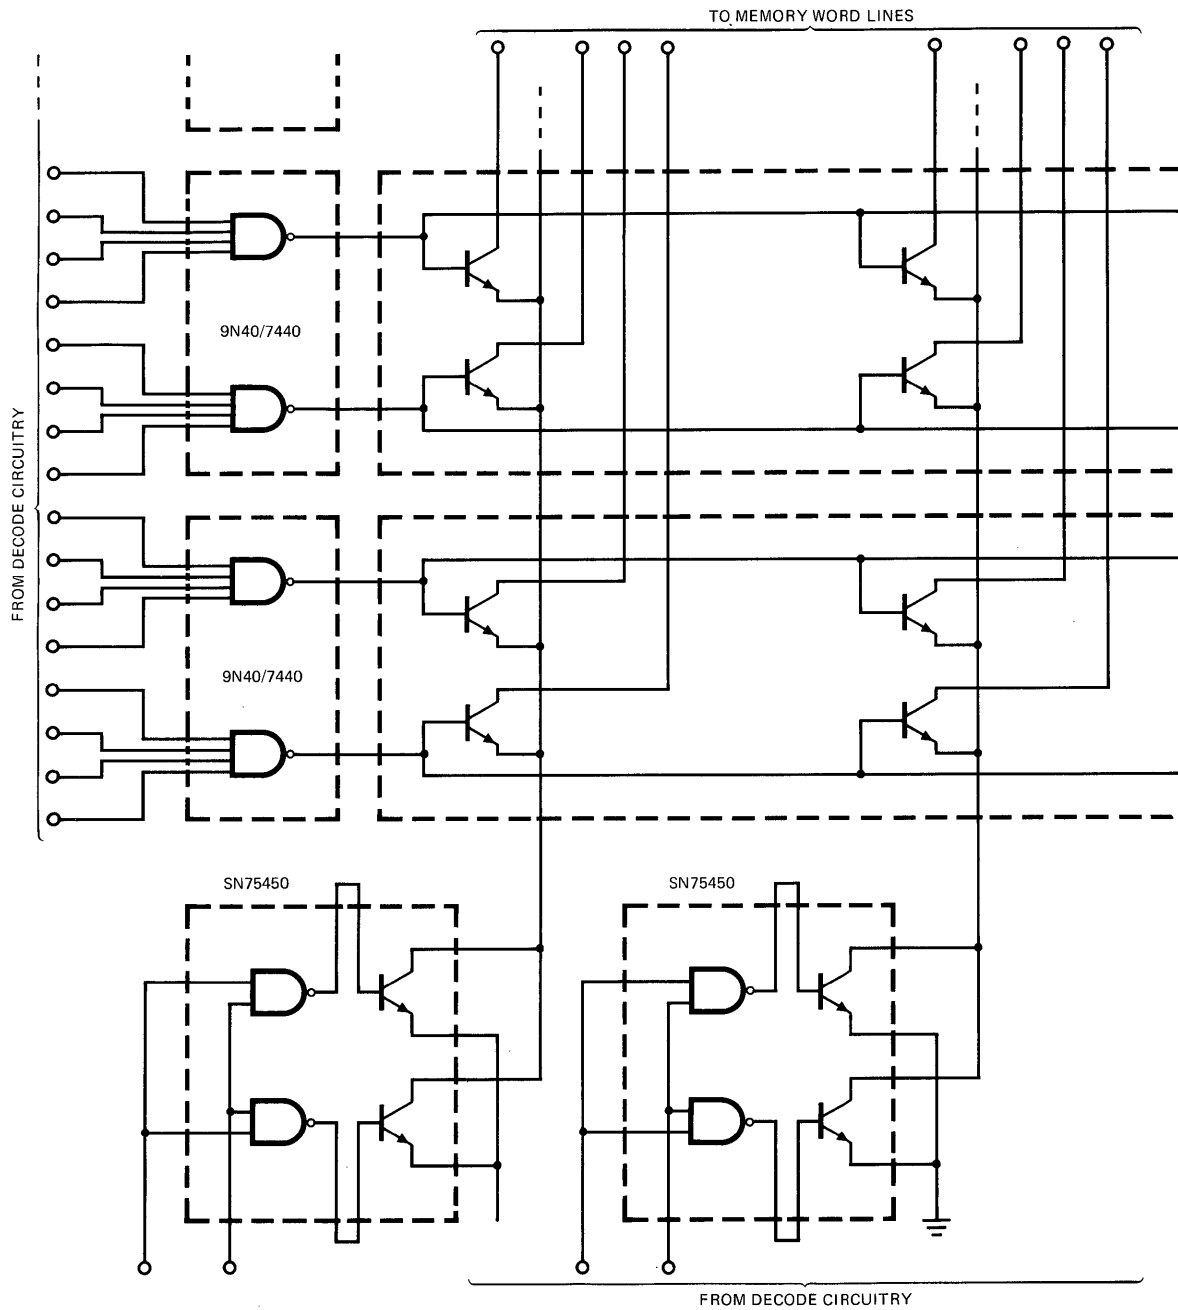 TO MEMORY WORD LINES
9N40/7440
FROM DECODE CIRCUITRY
9N40/7440
SN75450
SN75450
FROM DECODE CIRCUITRY